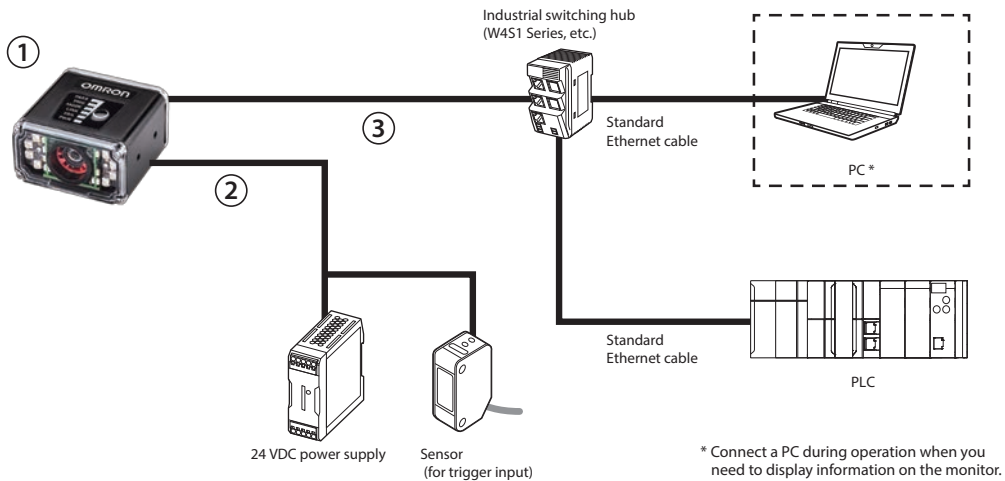 Industrial switching hub
(W4S1 Series, etc.)
①
OMRON
③
Standard
Ethernet cable
PC *
②
Standard
Ethernet cable
PLC
24 VDC power supply
Sensor
(for trigger input)
* Connect a PC during operation when you
need to display information on the monitor.